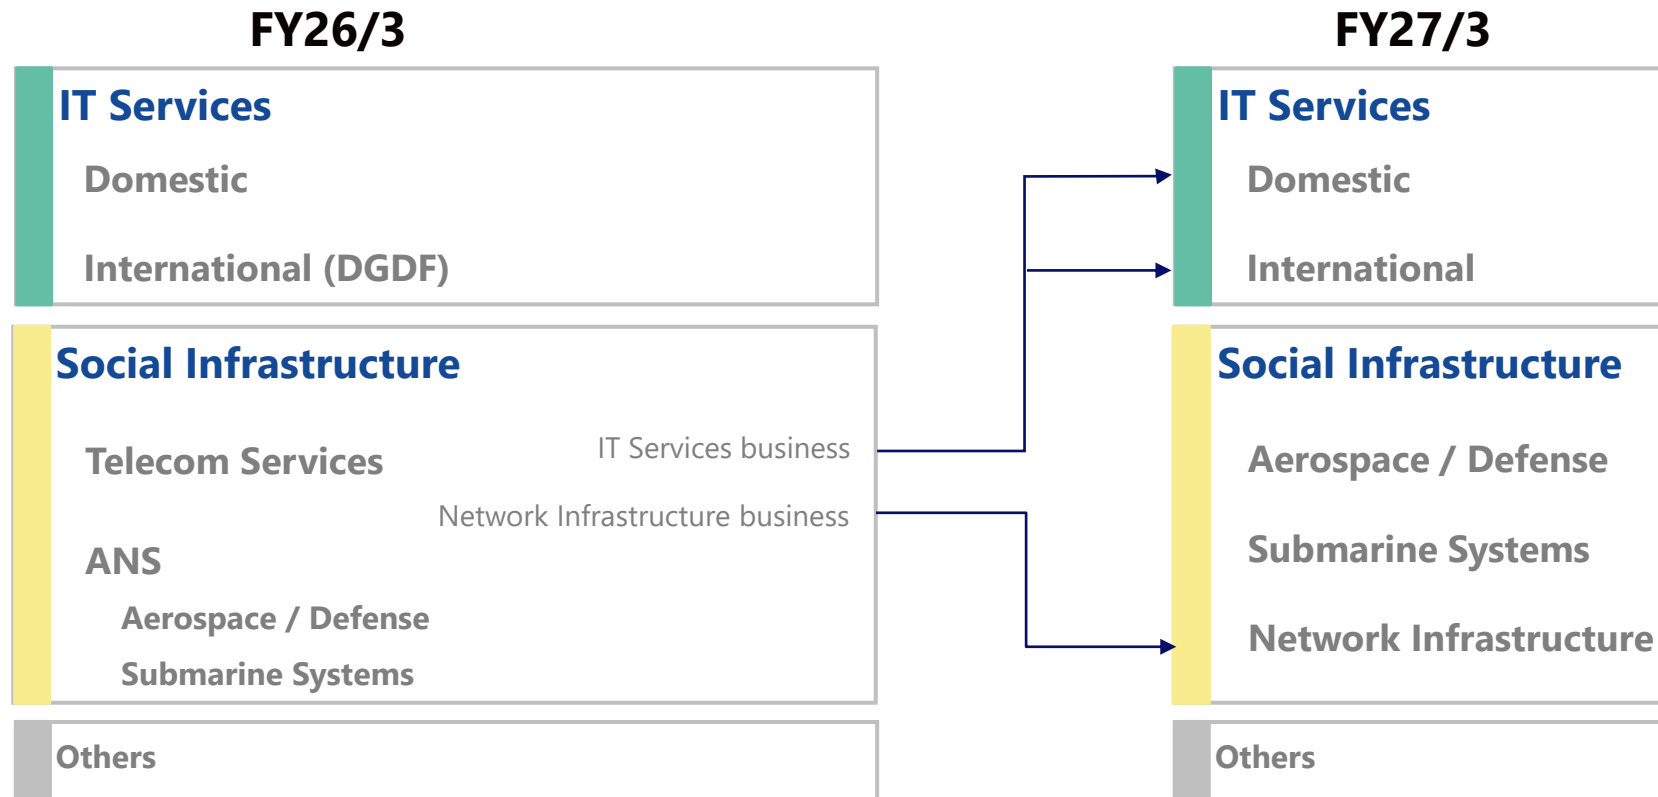 FY26/3
IT Services
Domestic
International (DGDF)
Social Infrastructure
Telecom Services
IT Services business
Network Infrastructure business
ANS
Aerospace / Defense
Submarine Systems
Others
FY27/3
IT Services
Domestic
International
Social Infrastructure
Aerospace / Defense
Submarine Systems
Network Infrastructure
Others